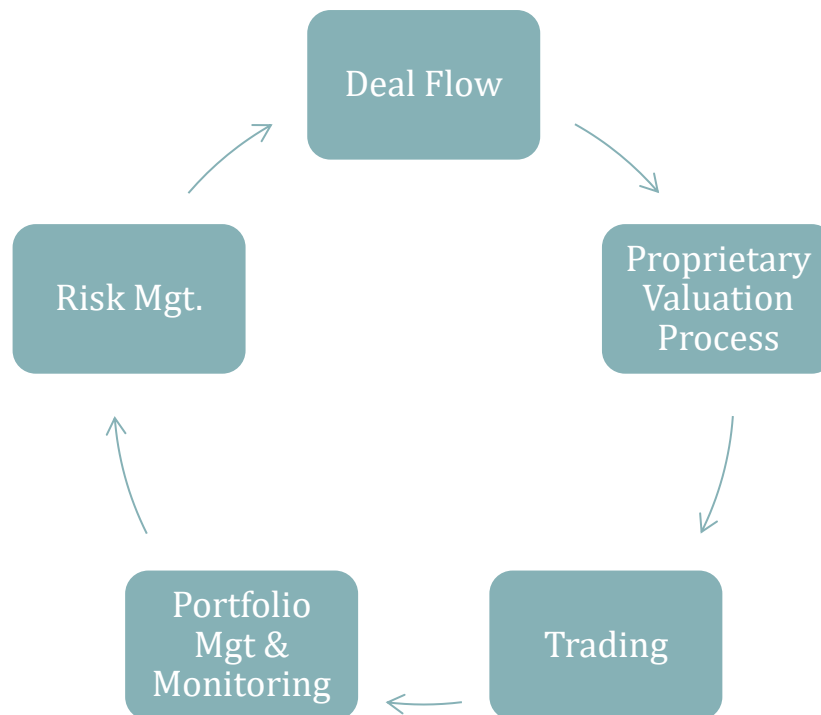 Deal Flow
Proprietary
Valuation
Process
Trading
Portfolio
Mgt &
Monitoring
Risk Mgt.